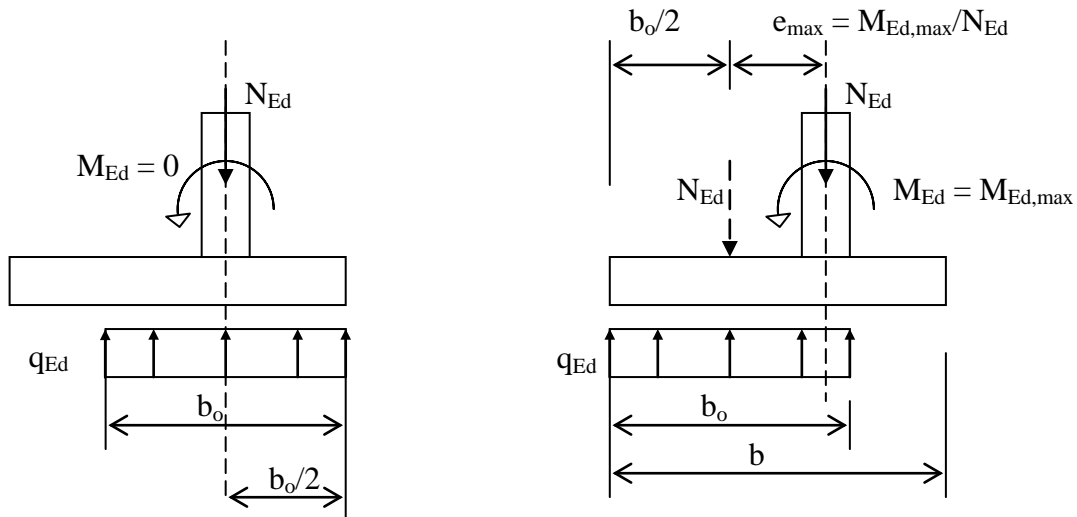 N_Ed
M_Ed = 0
q_Ed
b_o
b_o/2
b_o/2
e_max = M_Ed,max/N_Ed
N_Ed
N_Ed
M_Ed = M_Ed,max
q_Ed
b_o
b